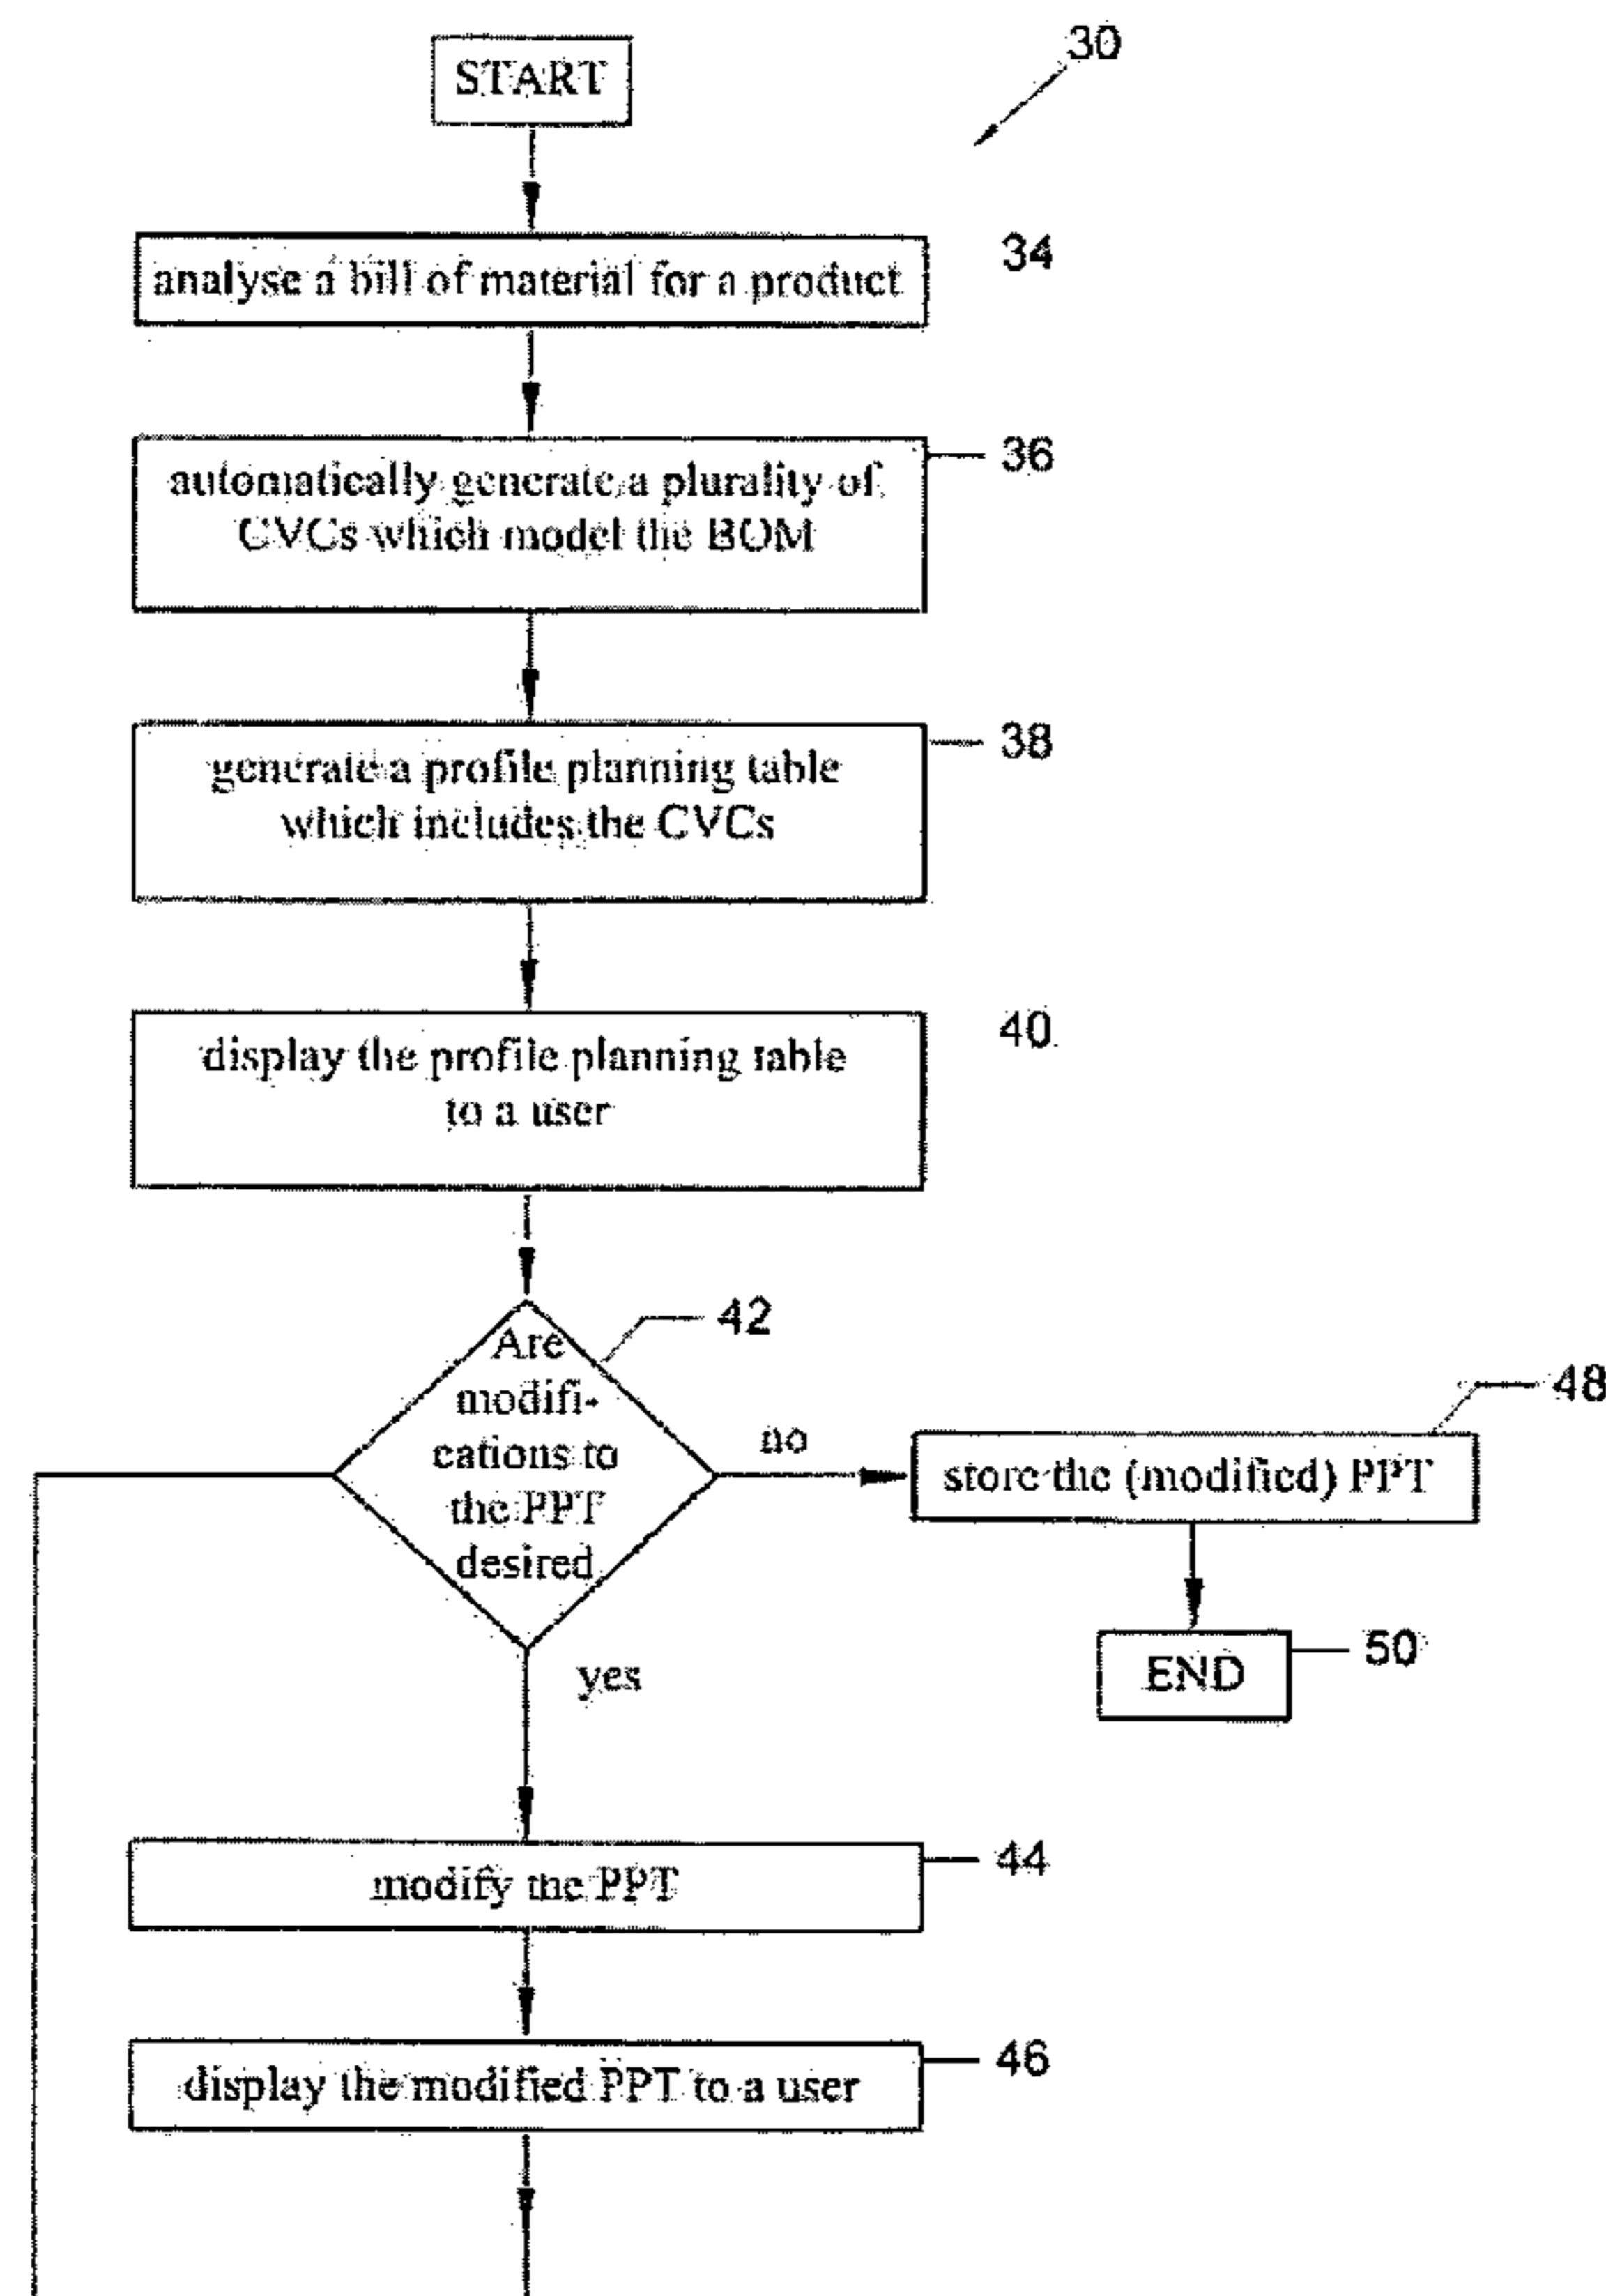 START
30
analyse a bill of material for a product
34
automatically generate a plurality of
CVCs which model the BOM
36
generate a profile planning table
which includes the CVCs
38
display the profile planning table
to a user
40
Are
modifi-
cations to
the PPT
desired
42
no
store the (modified) PPT
48
END
50
yes
modify the PPT
44
display the modified PPT to a user
46